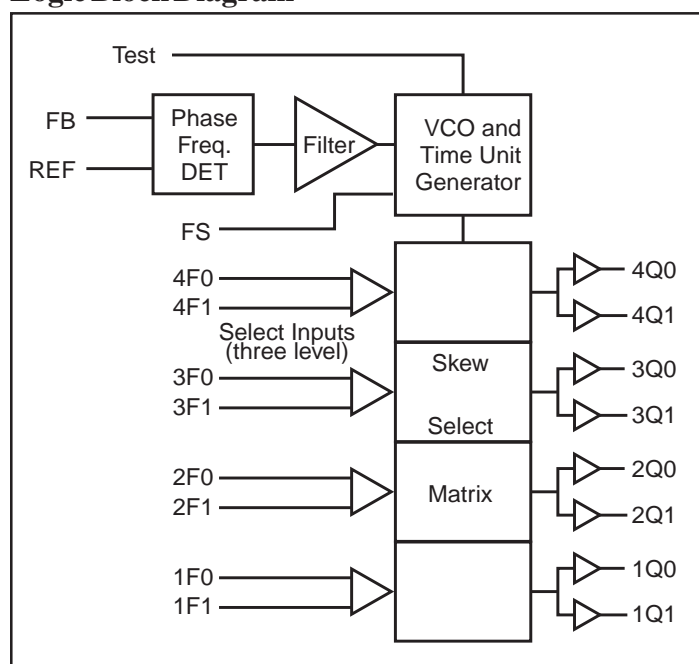 Logic Block Diagram
Test
FB
REF
Phase
Freq.
DET
Filter
VCO and
Time Unit
Generator
FS
4F0
4F1
Select Inputs
(three level)
3F0
3F1
2F0
2F1
1F0
1F1
Skew
Select
Matrix
4Q0
4Q1
3Q0
3Q1
2Q0
2Q1
1Q0
1Q1